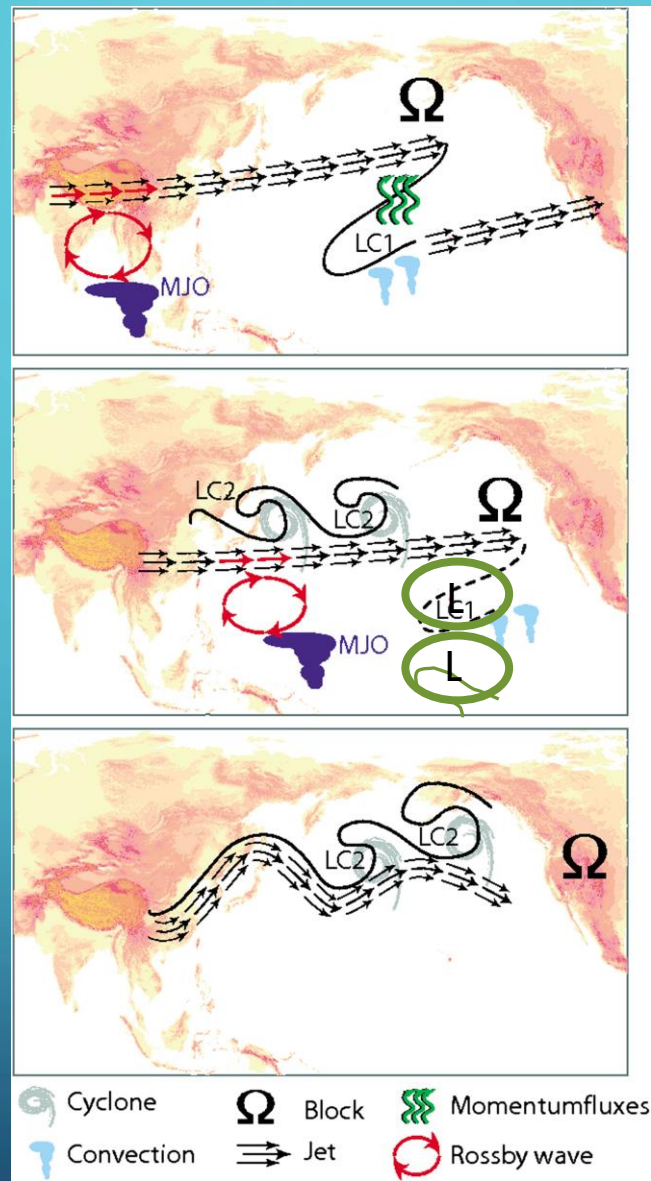 Ω
LC1
MJO
LC2
LC2
Ω
LC1
L
MJO
L
LC2
LC2
Ω
Cyclone
Ω Block
Momentumfluxes
Convection
Jet
Rossby wave